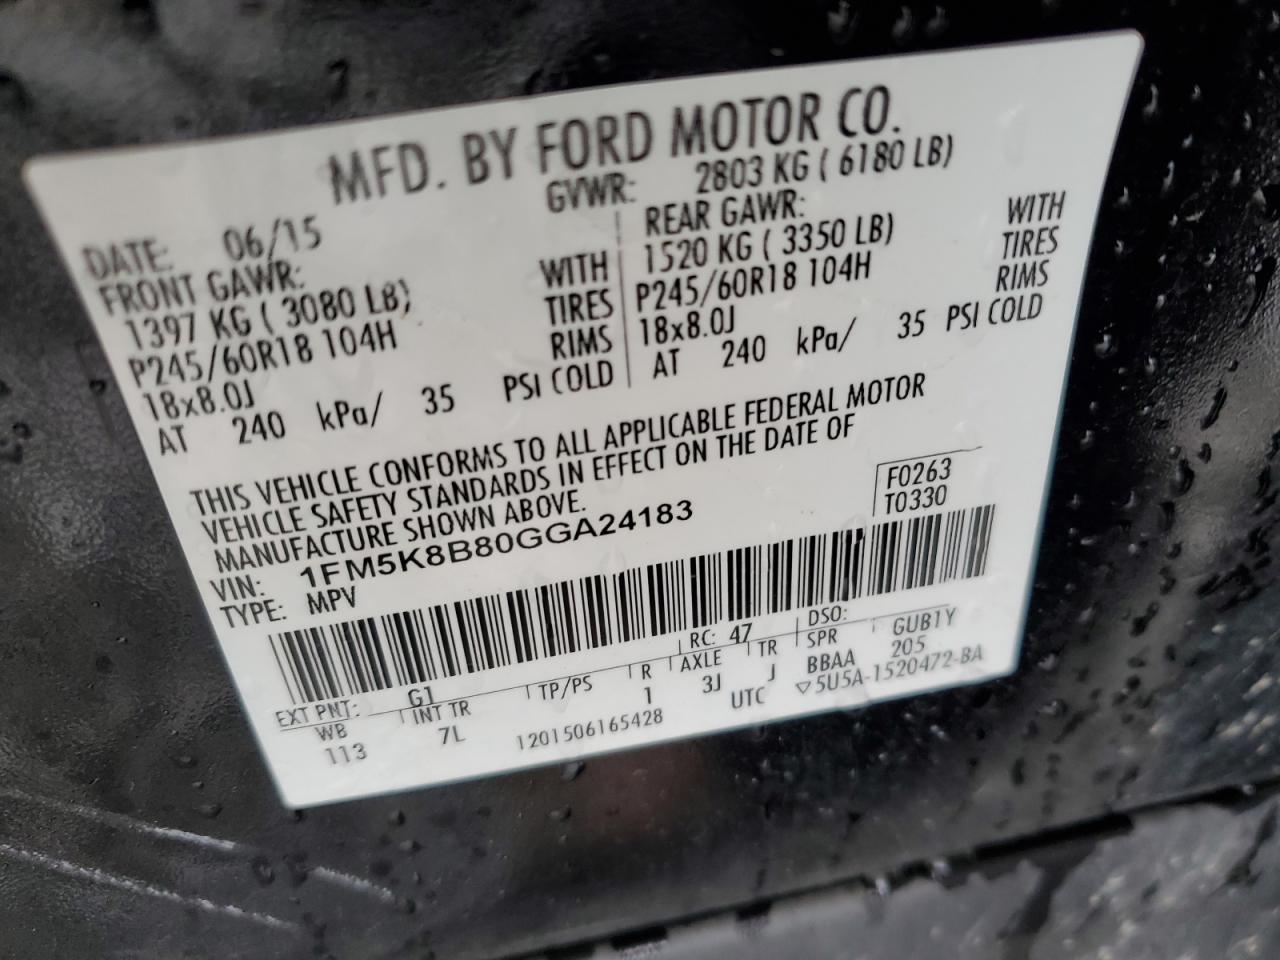 MFD. BY FORD MOTOR CO.
DATE: 06/15 GVWR: 2803 KG ( 6180 LB)
FRONT GAWR:
1397 KG ( 3080 LB) WITH
P245/60R18 104H TIRES
18x8.0J RIMS
AT 240 kPa/ 35 PSI COLD
REAR GAWR:
1520 KG ( 3350 LB) WITH
P245/60R18 104H TIRES
18x8.0J RIMS
AT 240 kPa/ 35 PSI COLD
THIS VEHICLE CONFORMS TO ALL APPLICABLE FEDERAL MOTOR
VEHICLE SAFETY STANDARDS IN EFFECT ON THE DATE OF
MANUFACTURE SHOWN ABOVE.
VIN: 1FM5K8B80GGA24183
TYPE: MPV
F0263
T0330
EXT PNT: G1 RC: 47 DSO:
WB INT TR TP/PS R AXLE TR SPR GUB1Y
113 7L 1 3J J BBAA 205
1201506165428 UTC ▽5U5A-1520472-BA